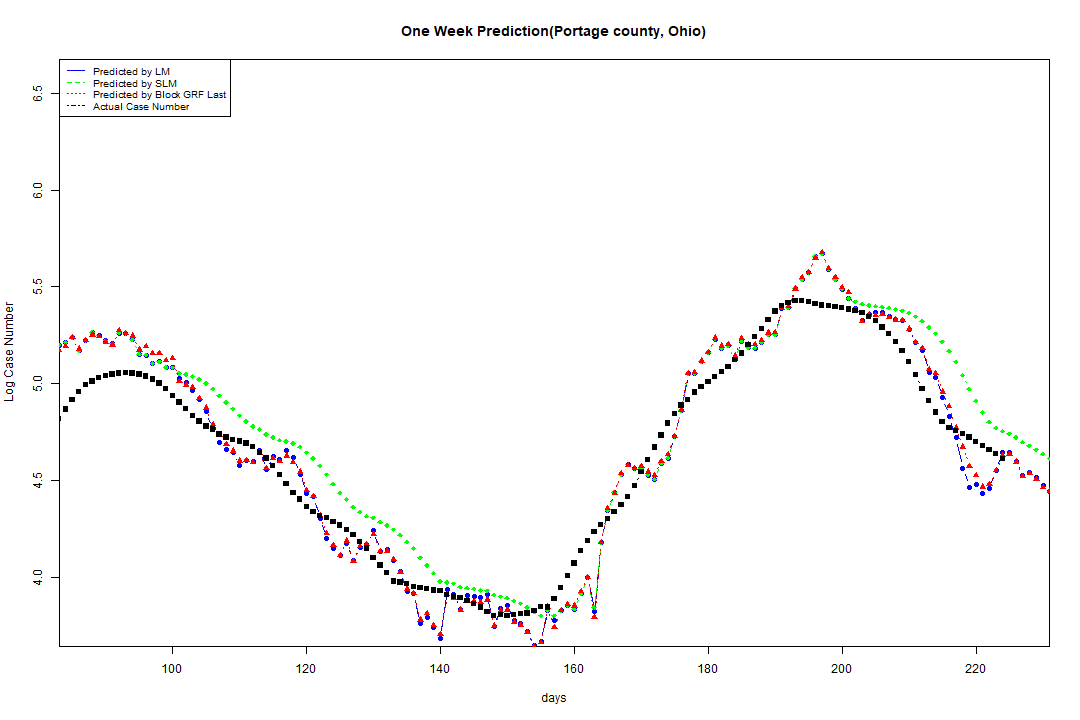 One Week Prediction(Portage county, Ohio)
Predicted by LM
Predicted by SLM
Predicted by Block GRF Last
Actual Case Number
6.5
6.0
5.5
5.0
4.5
4.0
Log Case Number
100 120 140 160 180 200 220
days